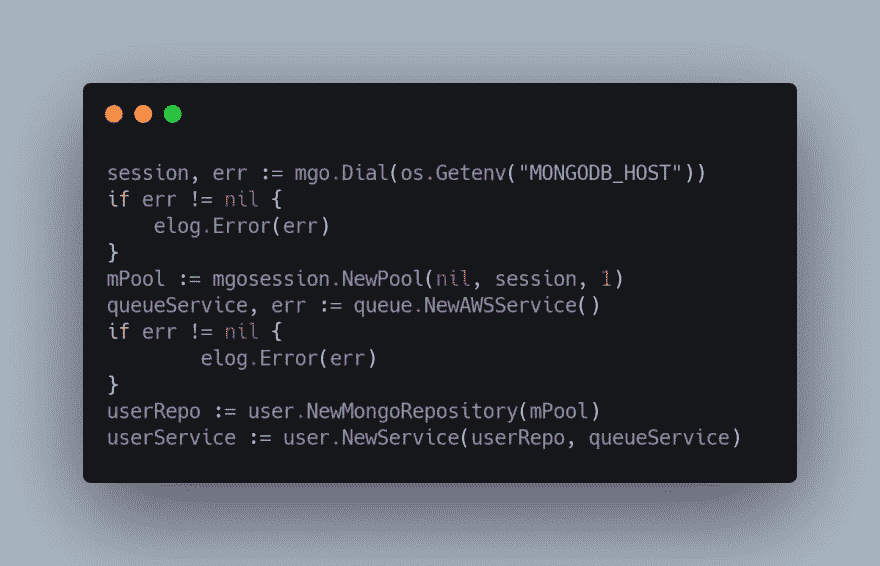 session, err := mgo.Dial(os.Getenv("MONGODB_HOST"))
if err != nil {
    elog.Error(err)
}
mPool := mgosession.NewPool(nil, session, 1)
queueService, err := queue.NewAWSService()
if err != nil {
        elog.Error(err)
}
userRepo := user.NewMongoRepository(mPool)
userService := user.NewService(userRepo, queueService)